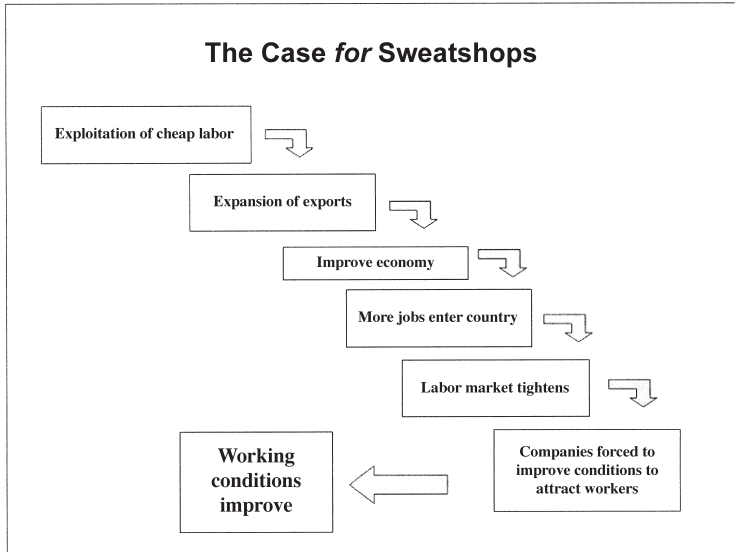 The Case for Sweatshops
Exploitation of cheap labor
Expansion of exports
Improve economy
More jobs enter country
Labor market tightens
Companies forced to
improve conditions to
attract workers
Working
conditions
improve